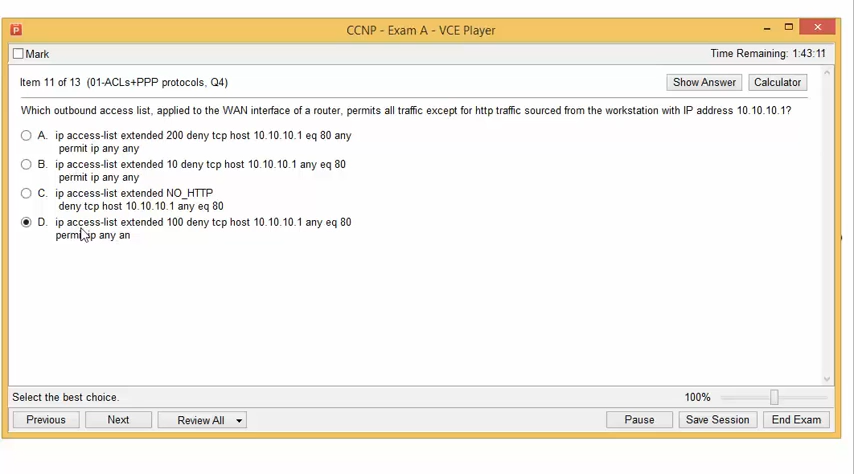 CCNP - Exam A - VCE Player
Mark
Time Remaining: 1:43:11
Item 11 of 13 (01-ACLs+PPP protocols, Q4)
Show Answer
Calculator
Which outbound access list, applied to the WAN interface of a router, permits all traffic except for http traffic sourced from the workstation with IP address 10.10.10.1?
A. ip access-list extended 200 deny tcp host 10.10.10.1 eq 80 any
permit ip any any
B. ip access-list extended 10 deny tcp host 10.10.10.1 any eq 80
permit ip any any
C. ip access-list extended NO_HTTP
deny tcp host 10.10.10.1 any eq 80
D. ip access-list extended 100 deny tcp host 10.10.10.1 any eq 80
permit ip any an
Select the best choice.
100%
Previous
Next
Review All
Pause
Save Session
End Exam